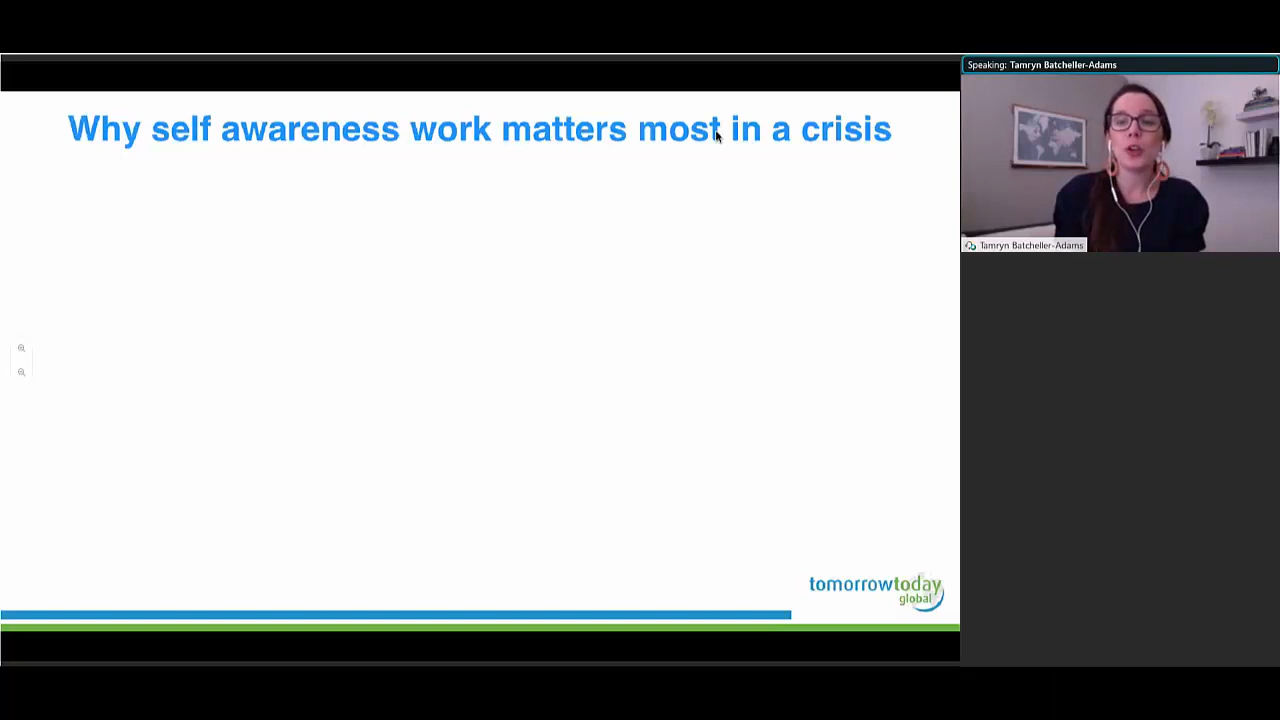 Why self awareness work matters most in a crisis
Speaking: Tamryn Batcheller-Adams
Tamryn Batcheller-Adams
tomorrowtoday
global